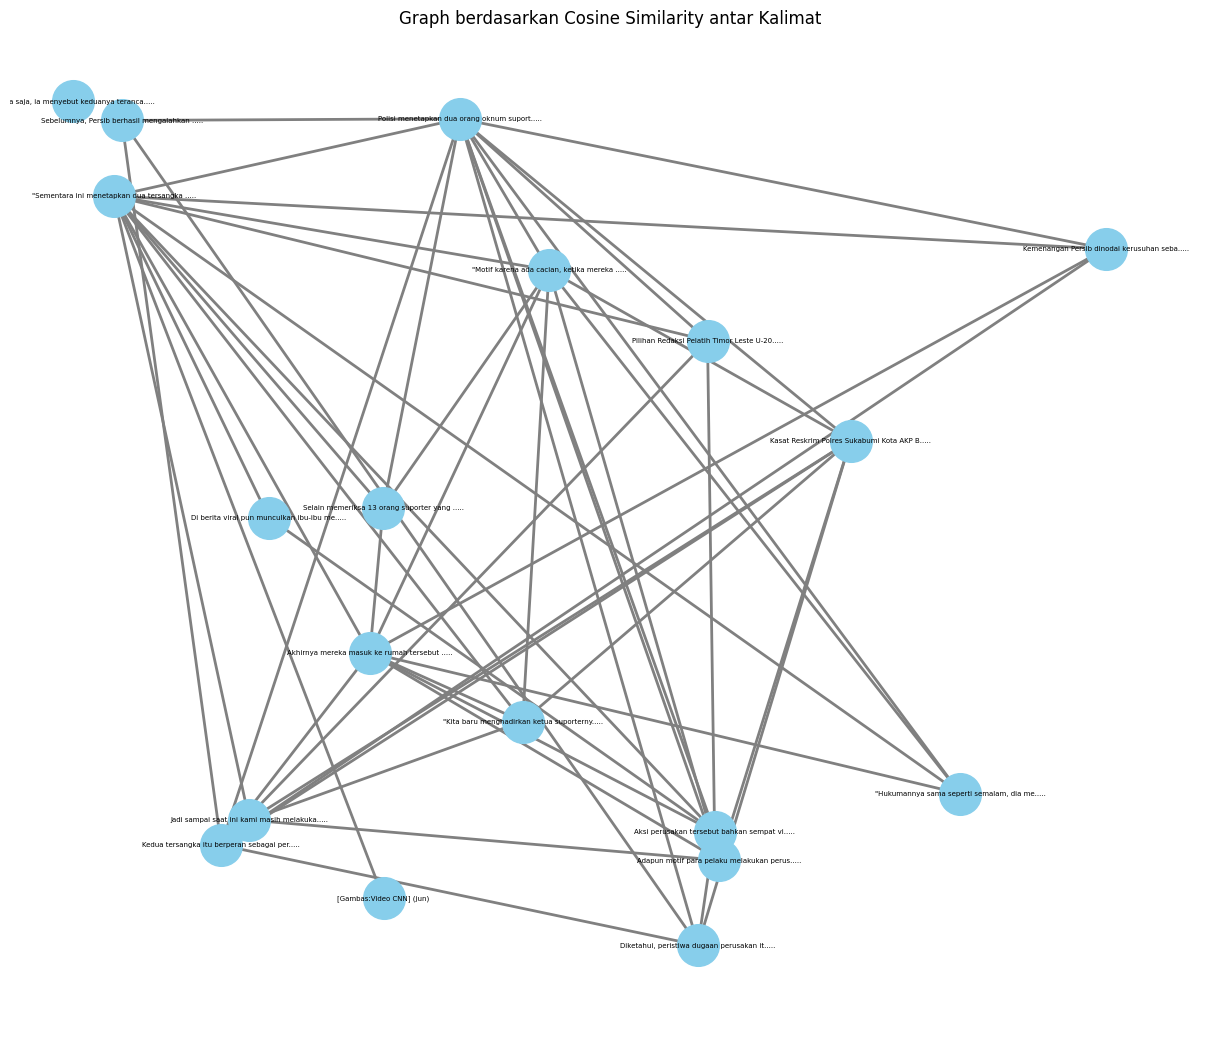 Graph berdasarkan Cosine Similarity antar Kalimat
a saja, ia menyebut keduanya teranca.....
Sebelumnya, Persib berhasil mengalahkan .....
Polisi menetapkan dua orang oknum suport.....
"Sementara ini menetapkan dua tersangka .....
Kemenangan Persib dinodai kerusuhan seba.....
"Motif karena ada cacian, ketika mereka .....
Pilihan Redaksi Pelatih Timor Leste U-20.....
Kasat Reskrim Polres Sukabumi Kota AKP B.....
Selain memeriksa 13 orang suporter yang .....
Di berita viral pun munculkan ibu-ibu me.....
Akhirnya mereka masuk ke rumah tersebut .....
"Kita baru menghadirkan ketua suporterny.....
"Hukumannya sama seperti semalam, dia me.....
Jadi sampai saat ini kami masih melakuka.....
Aksi perusakan tersebut bahkan sempat vi.....
Kedua tersangka itu berperan sebagai per.....
Adapun motif para pelaku melakukan perus.....
[Gambas:Video CNN] (jun)
Diketahui, peristiwa dugaan perusakan it.....